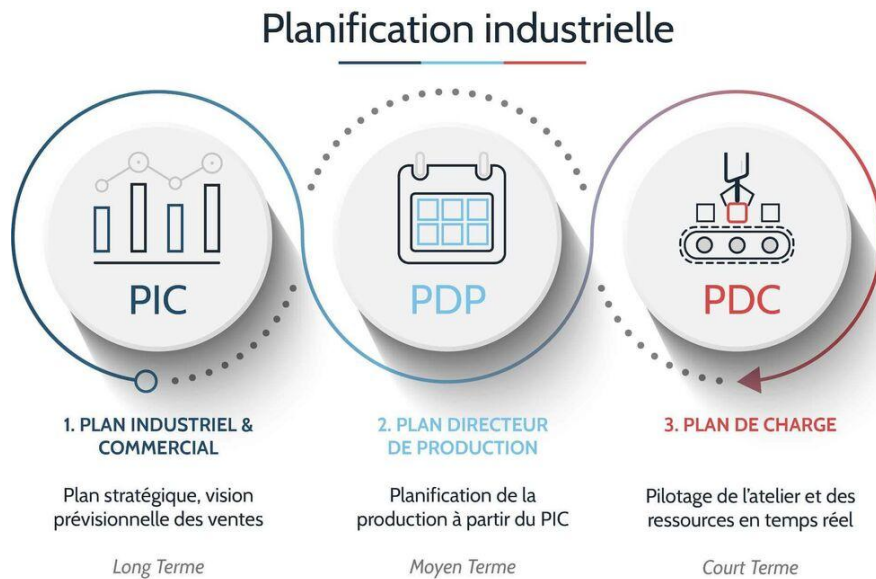 Planification industrielle
PIC
PDP
PDC
1. PLAN INDUSTRIEL &
COMMERCIAL
Plan stratégique, vision
prévisionnelle des ventes
Long Terme
2. PLAN DIRECTEUR
DE PRODUCTION
Planification de la
production à partir du PIC
Moyen Terme
3. PLAN DE CHARGE
Pilotage de l'atelier et des
ressources en temps réel
Court Terme